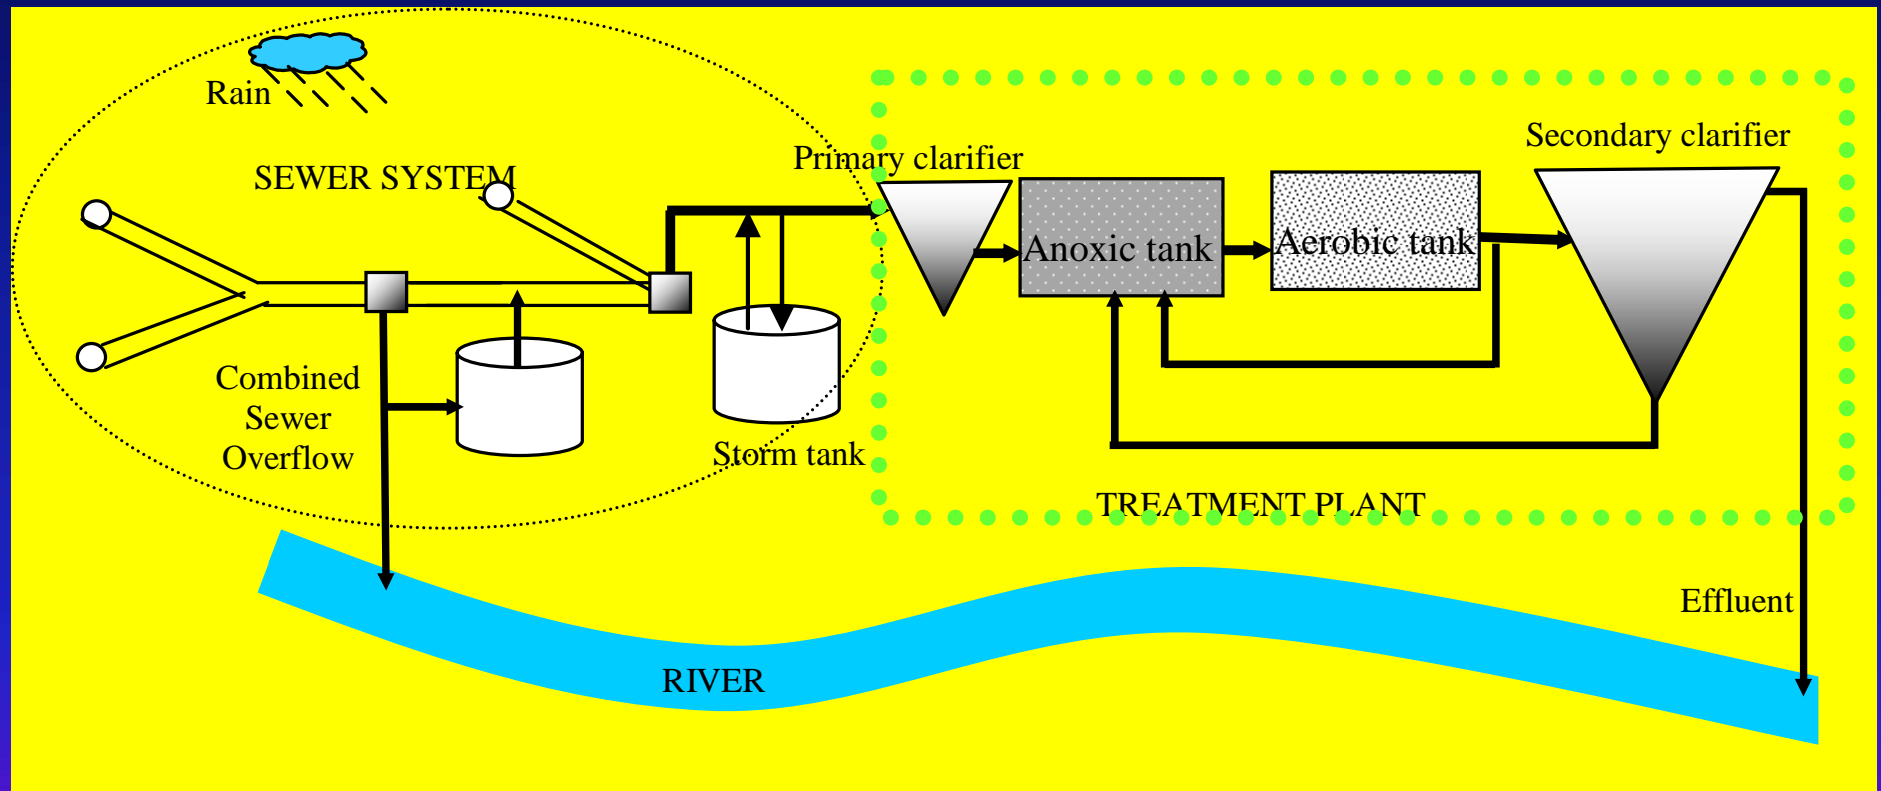 Rain
SEWER SYSTEM
Primary clarifier
Secondary clarifier
Anoxic tank
Aerobic tank
Combined
Sewer
Overflow
Storm tank
TREATMENT PLANT
Effluent
RIVER